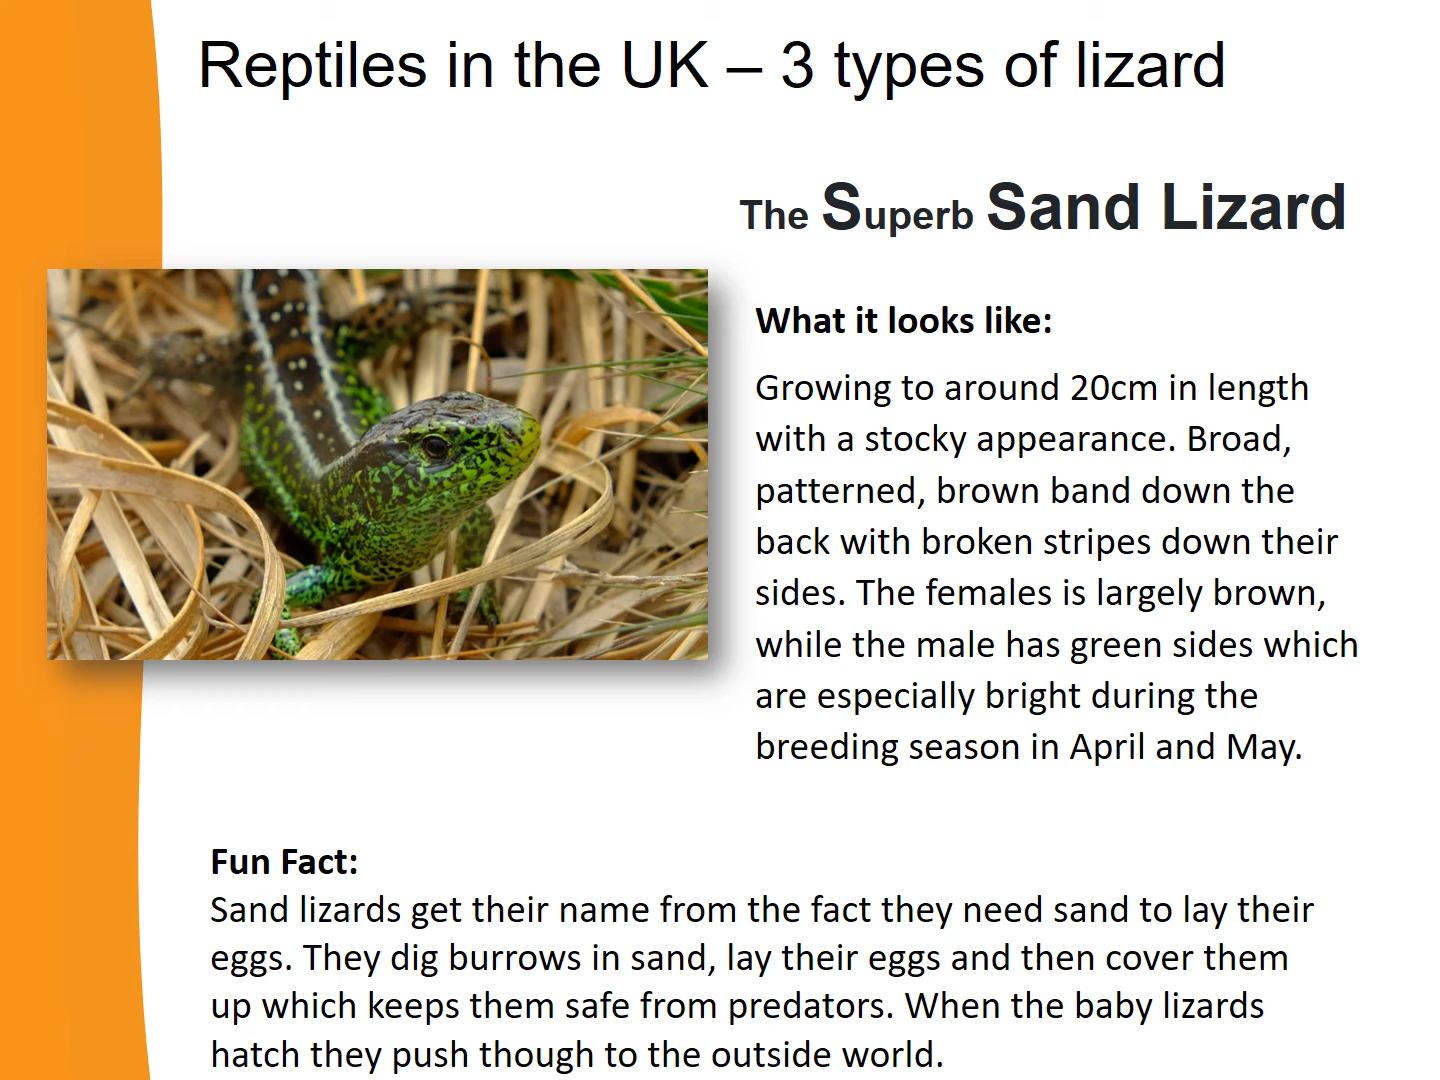 Reptiles in the UK – 3 types of lizard
The Superb Sand Lizard
What it looks like:
Growing to around 20cm in length
with a stocky appearance. Broad,
patterned, brown band down the
back with broken stripes down their
sides. The females is largely brown,
while the male has green sides which
are especially bright during the
breeding season in April and May.
Fun Fact:
Sand lizards get their name from the fact they need sand to lay their
eggs. They dig burrows in sand, lay their eggs and then cover them
up which keeps them safe from predators. When the baby lizards
hatch they push though to the outside world.